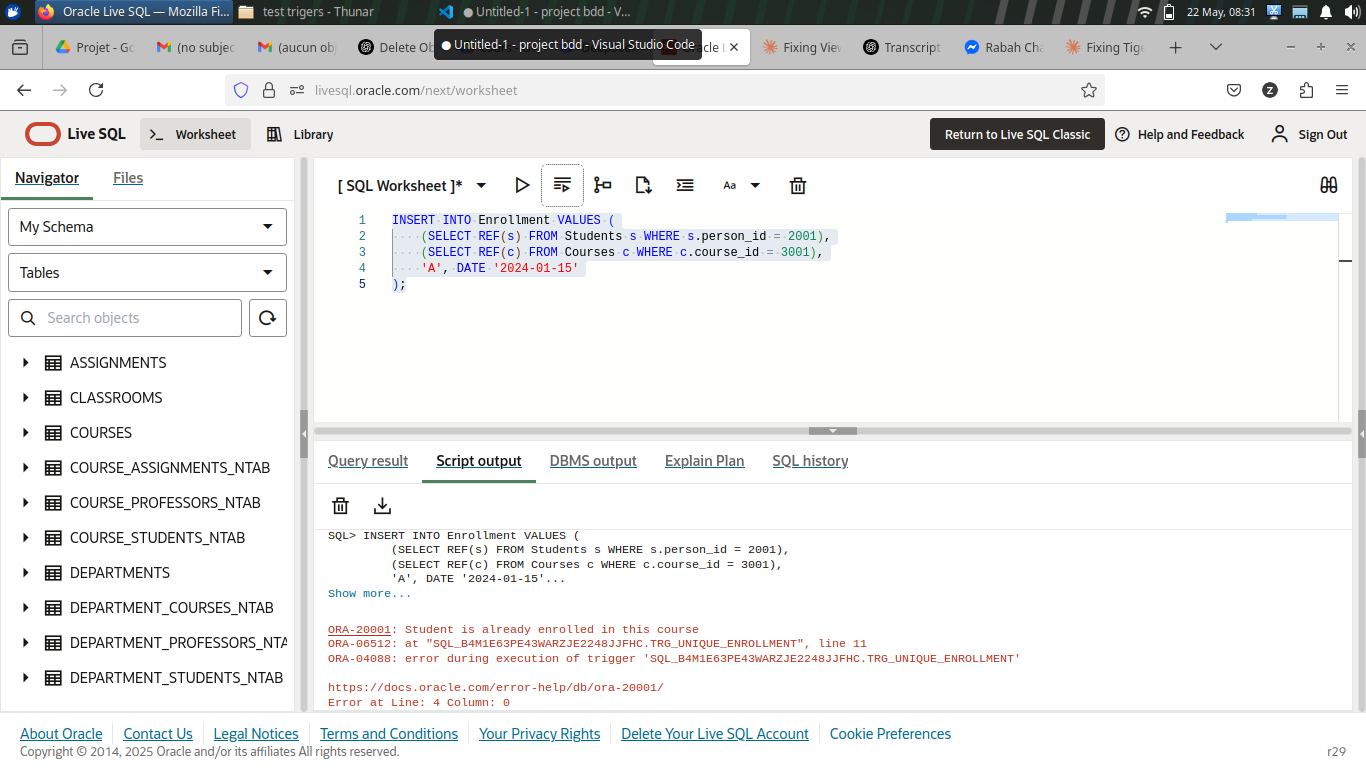 Oracle Live SQL — Mozilla Fi...
test trigers - Thunar
● Untitled-1 - project bdd - V...
22 May, 08:31
Projet - Go
(no subjec
(aucun obj
Delete Ob
● Untitled-1 - project bdd - Visual Studio Code
Fixing View
Transcript
Rabah Cha
Fixing Tige
livesql.oracle.com/next/worksheet
Z
Live SQL
Worksheet
Library
Return to Live SQL Classic
Help and Feedback
Sign Out
Navigator
Files
My Schema
Tables
Search objects
ASSIGNMENTS
CLASSROOMS
COURSES
COURSE_ASSIGNMENTS_NTAB
COURSE_PROFESSORS_NTAB
COURSE_STUDENTS_NTAB
DEPARTMENTS
DEPARTMENT_COURSES_NTAB
DEPARTMENT_PROFESSORS_NTA
DEPARTMENT_STUDENTS_NTAB
[ SQL Worksheet ]*
Aa
1 INSERT INTO Enrollment VALUES (
2 (SELECT REF(s) FROM Students s WHERE s.person_id = 2001),
3 (SELECT REF(c) FROM Courses c WHERE c.course_id = 3001),
4 'A', DATE '2024-01-15'
5 );
Query result
Script output
DBMS output
Explain Plan
SQL history
SQL> INSERT INTO Enrollment VALUES (
(SELECT REF(s) FROM Students s WHERE s.person_id = 2001),
(SELECT REF(c) FROM Courses c WHERE c.course_id = 3001),
'A', DATE '2024-01-15'...
Show more...
ORA-20001: Student is already enrolled in this course
ORA-06512: at "SQL_B4M1E63PE43WARZJE2248JJFHC.TRG_UNIQUE_ENROLLMENT", line 11
ORA-04088: error during execution of trigger 'SQL_B4M1E63PE43WARZJE2248JJFHC.TRG_UNIQUE_ENROLLMENT'
https://docs.oracle.com/error-help/db/ora-20001/
Error at Line: 4 Column: 0
About Oracle
Contact Us
Legal Notices
Terms and Conditions
Your Privacy Rights
Delete Your Live SQL Account
Cookie Preferences
Copyright © 2014, 2025 Oracle and/or its affiliates All rights reserved.
r29